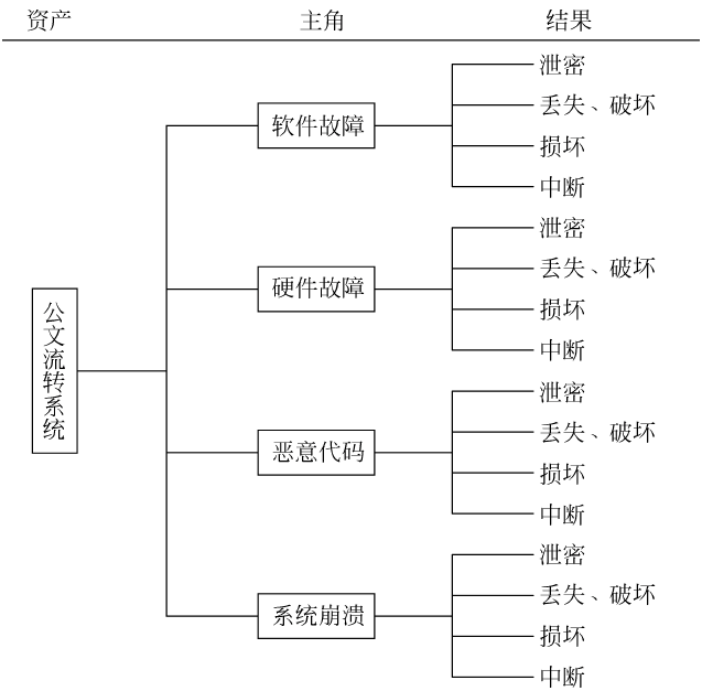 资产 主角 结果
公文流转系统
软件故障
泄密
丢失、破坏
损坏
中断
硬件故障
泄密
丢失、破坏
损坏
中断
恶意代码
泄密
丢失、破坏
损坏
中断
系统崩溃
泄密
丢失、破坏
损坏
中断